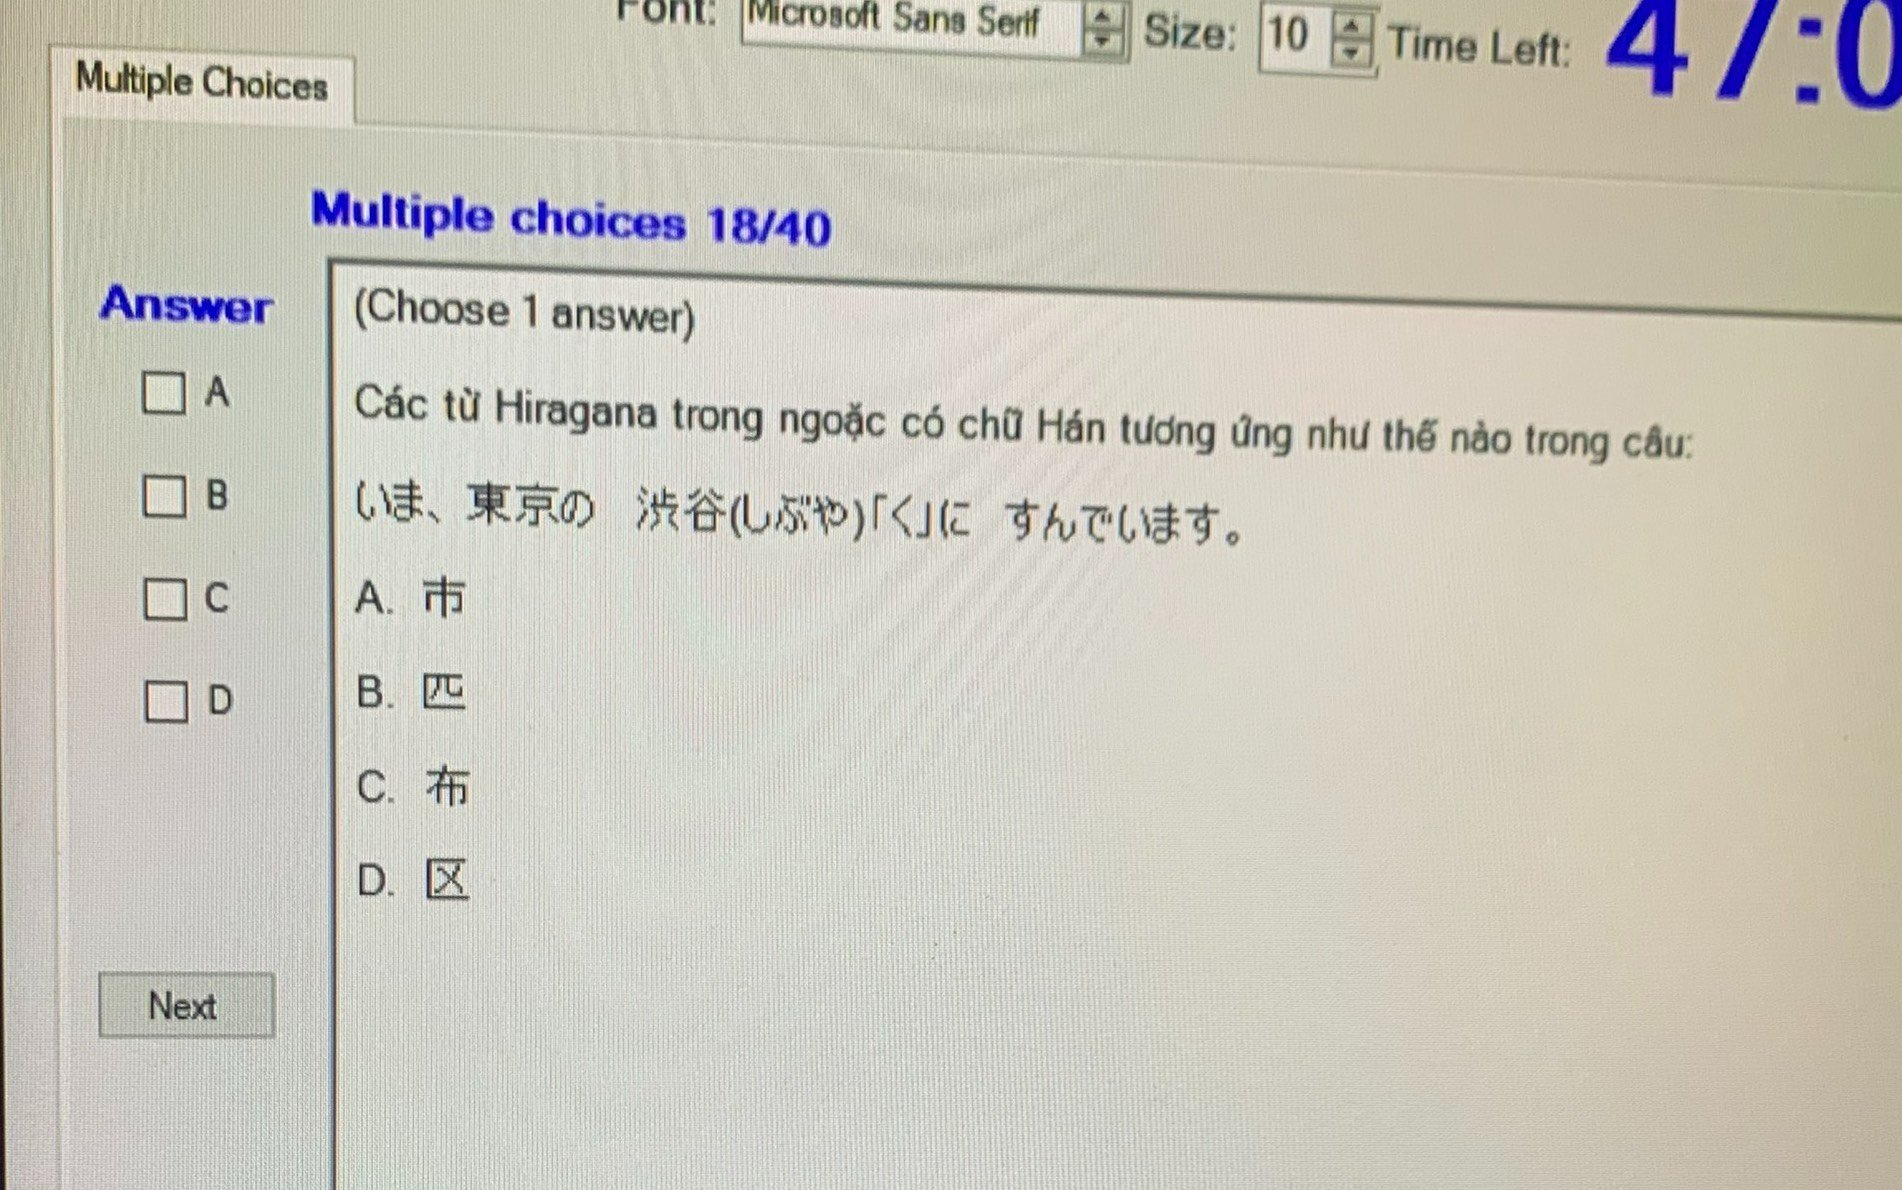 Font: Microsoft Sans Serif Size: 10 Time Left: 47:0
Multiple Choices
Multiple choices 18/40
Answer
(Choose 1 answer)
A
Các từ Hiragana trong ngoặc có chữ Hán tương ứng như thế nào trong câu:
B
いま、東京の 渋谷(しぶや)「く」に すんでいます。
C
A. 市
D
B. 匹
C. 布
D. 区
Next